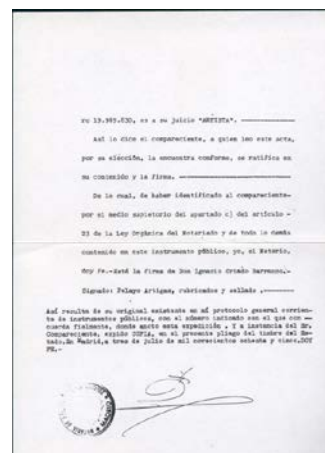 ro 19.989.830, es a su juicio "ARTISTA".
Así lo dice el compareciente, a quien leo este acta,
por su elección, la encuentra conforme, se ratifica en
su contenido y la firma.
De lo cual, de haber identificado al compareciente-
por el medio supletorio del apartado c) del artículo -
23 de la Ley Orgánica del Notariado y de todo lo demás
contenido en este instrumento público, yo, el Notario,
doy fe.-Está la firma de Don Ignacio Criado Barranco.-
Signado: Pelayo Artigas, rubricados y sellado.
Así resulta de su original existente en mi protocolo general corrien-
te de instrumentos públicos, con el número indicado con el que con -
cuerda fielmente, donde anoto esta expedición . Y a instancia del Sr.
Compareciente, expido COPIA, en el presente pliego del timbre del Es-
tado.En Madrid,a tres de julio de mil novecientos ochenta y cinco.DOY
FE.-